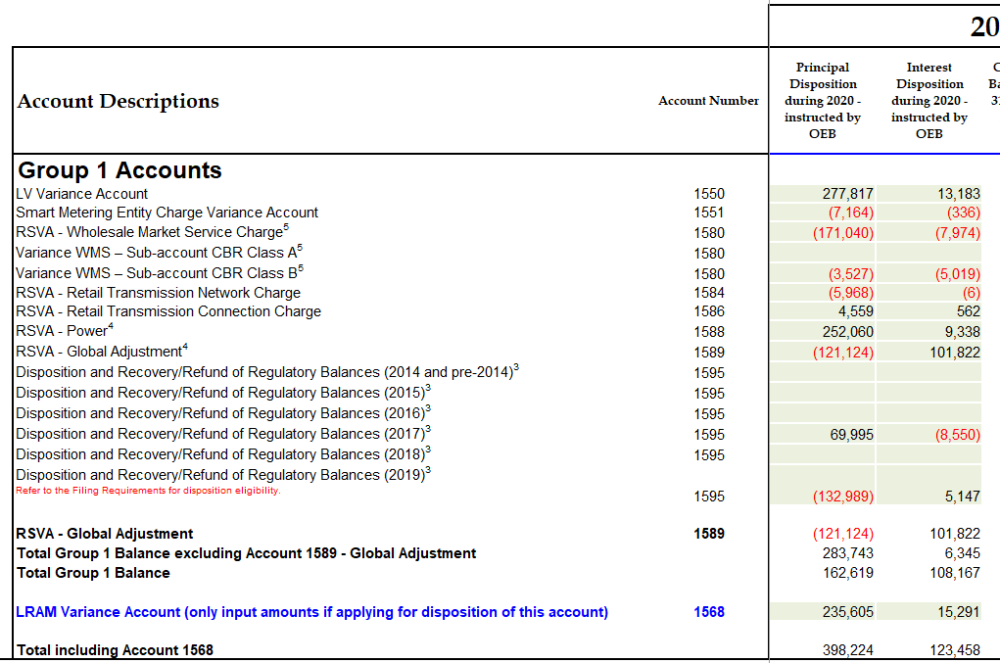 20
Principal Disposition during 2020 - instructed by OEB
Interest Disposition during 2020 - instructed by OEB
Account Descriptions
Account Number
Group 1 Accounts
LV Variance Account 1550 277,817 13,183
Smart Metering Entity Charge Variance Account 1551 (7,164) (336)
RSVA - Wholesale Market Service Charge5 1580 (171,040) (7,974)
Variance WMS – Sub-account CBR Class A5 1580
Variance WMS – Sub-account CBR Class B5 1580 (3,527) (5,019)
RSVA - Retail Transmission Network Charge 1584 (5,968) (6)
RSVA - Retail Transmission Connection Charge 1586 4,559 562
RSVA - Power4 1588 252,060 9,338
RSVA - Global Adjustment4 1589 (121,124) 101,822
Disposition and Recovery/Refund of Regulatory Balances (2014 and pre-2014)3 1595
Disposition and Recovery/Refund of Regulatory Balances (2015)3 1595
Disposition and Recovery/Refund of Regulatory Balances (2016)3 1595
Disposition and Recovery/Refund of Regulatory Balances (2017)3 1595 69,995 (8,550)
Disposition and Recovery/Refund of Regulatory Balances (2018)3 1595
Disposition and Recovery/Refund of Regulatory Balances (2019)3
Refer to the Filing Requirements for disposition eligibility.
1595 (132,989) 5,147
RSVA - Global Adjustment 1589 (121,124) 101,822
Total Group 1 Balance excluding Account 1589 - Global Adjustment 283,743 6,345
Total Group 1 Balance 162,619 108,167
LRAM Variance Account (only input amounts if applying for disposition of this account) 1568 235,605 15,291
Total including Account 1568 398,224 123,458